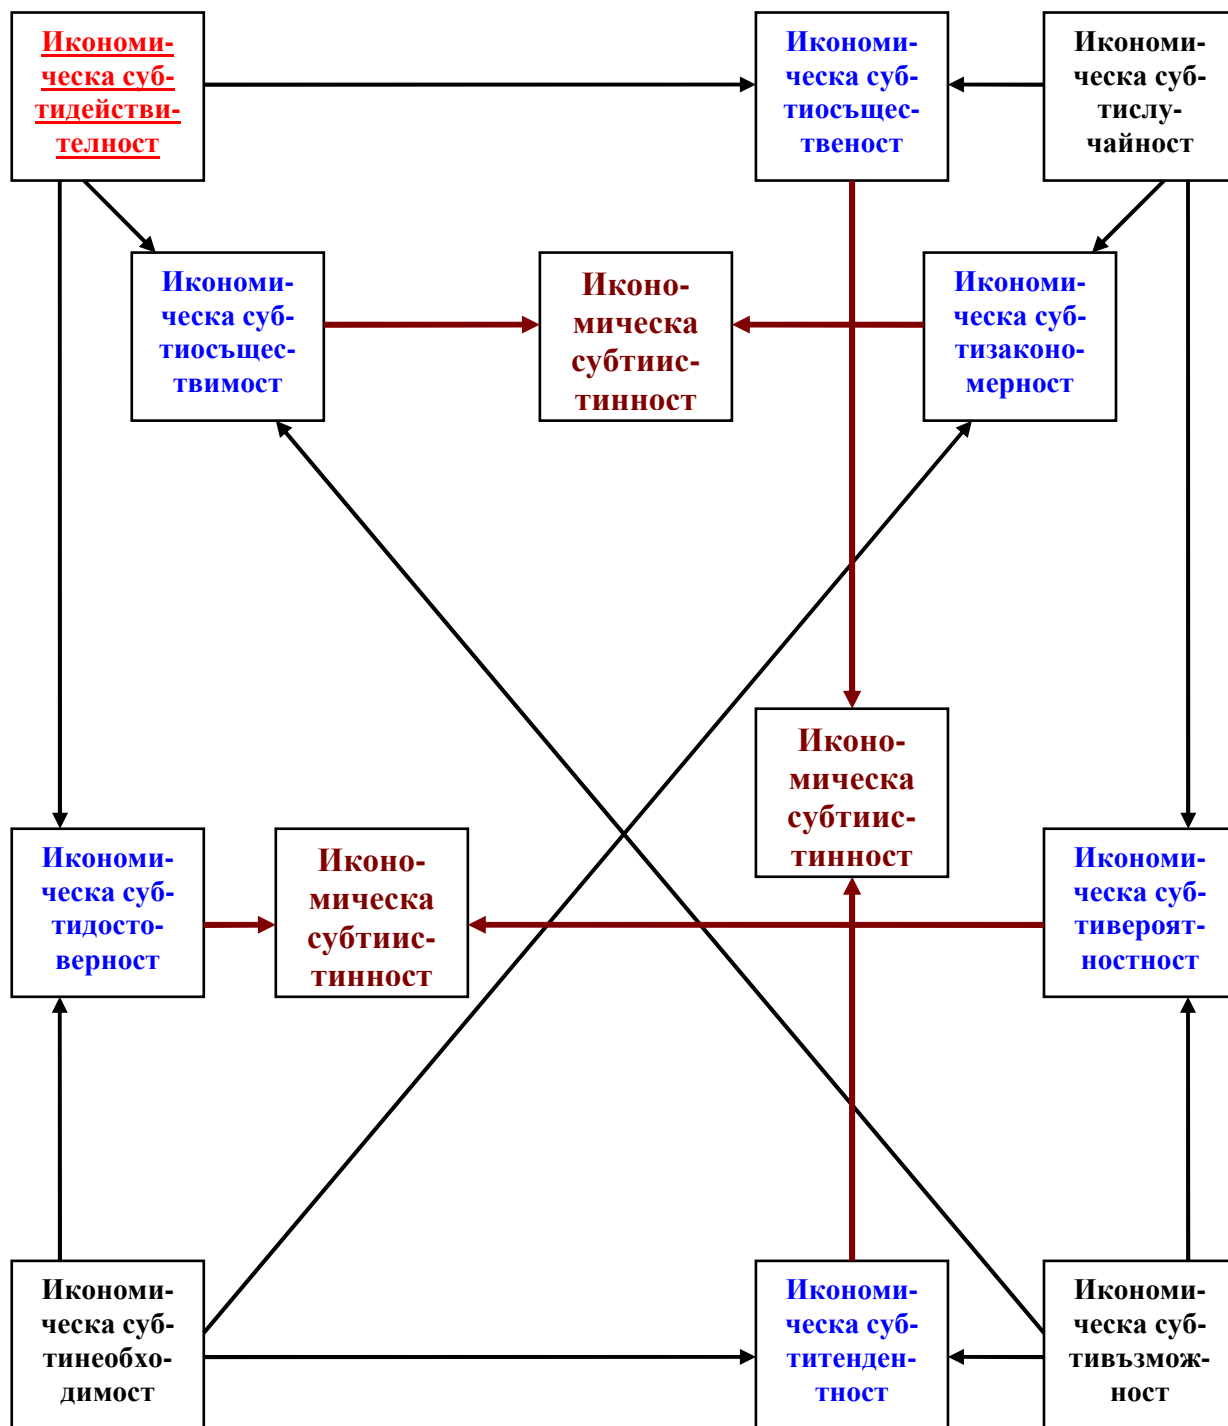 Икономи-
ческа суб-
тидействи-
телност
Икономи-
ческа суб-
тиосъщес-
твеност
Икономи-
ческа суб-
тислу-
чайност
Икономи-
ческа суб-
тиосъщес-
твимост
Иконо-
мическа
субтиис-
тинност
Икономи-
ческа суб-
тизаконо-
мерност
Иконо-
мическа
субтиис-
тинност
Икономи-
ческа суб-
тидосто-
верност
Иконо-
мическа
субтиис-
тинност
Икономи-
ческа суб-
тивероят-
ностност
Икономи-
ческа суб-
тинеобхо-
димост
Икономи-
ческа суб-
титенден-
тност
Икономи-
ческа суб-
тивъзмож-
ност